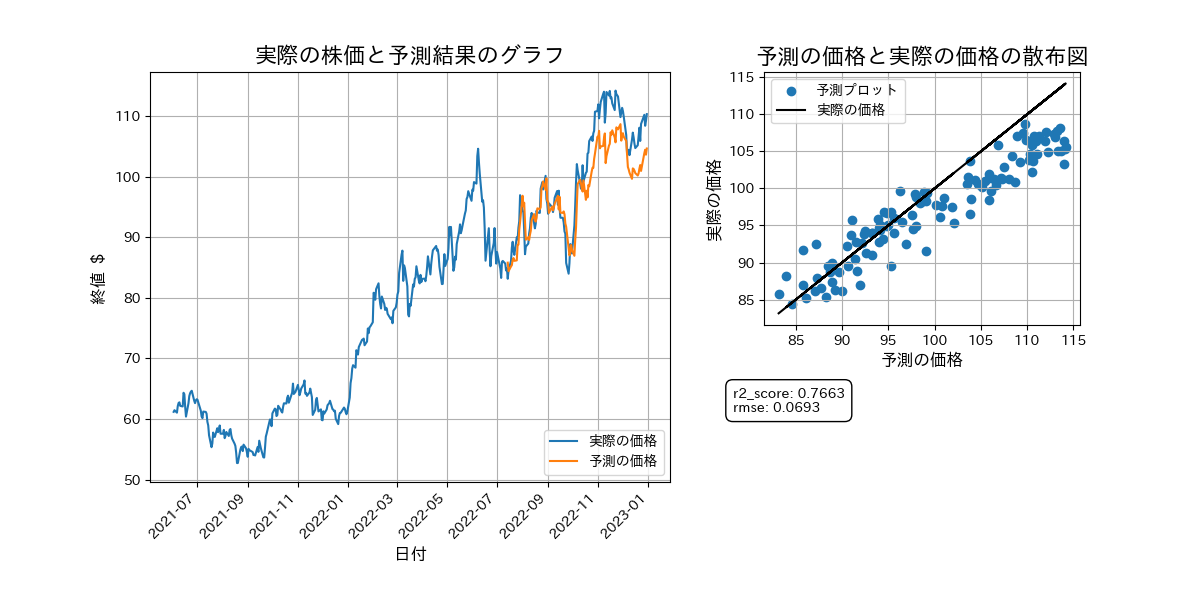 実際の株価と予測結果のグラフ
終値 $
110
100
90
80
70
60
50
実際の価格
予測の価格
2021-07
2021-09
2021-11
2022-01
2022-03
2022-05
2022-07
2022-09
2022-11
2023-01
日付
予測の価格と実際の価格の散布図
実際の価格
115
110
105
100
95
90
85
予測プロット
実際の価格
85
90
95
100
105
110
115
予測の価格
r2_score: 0.7663
rmse: 0.0693